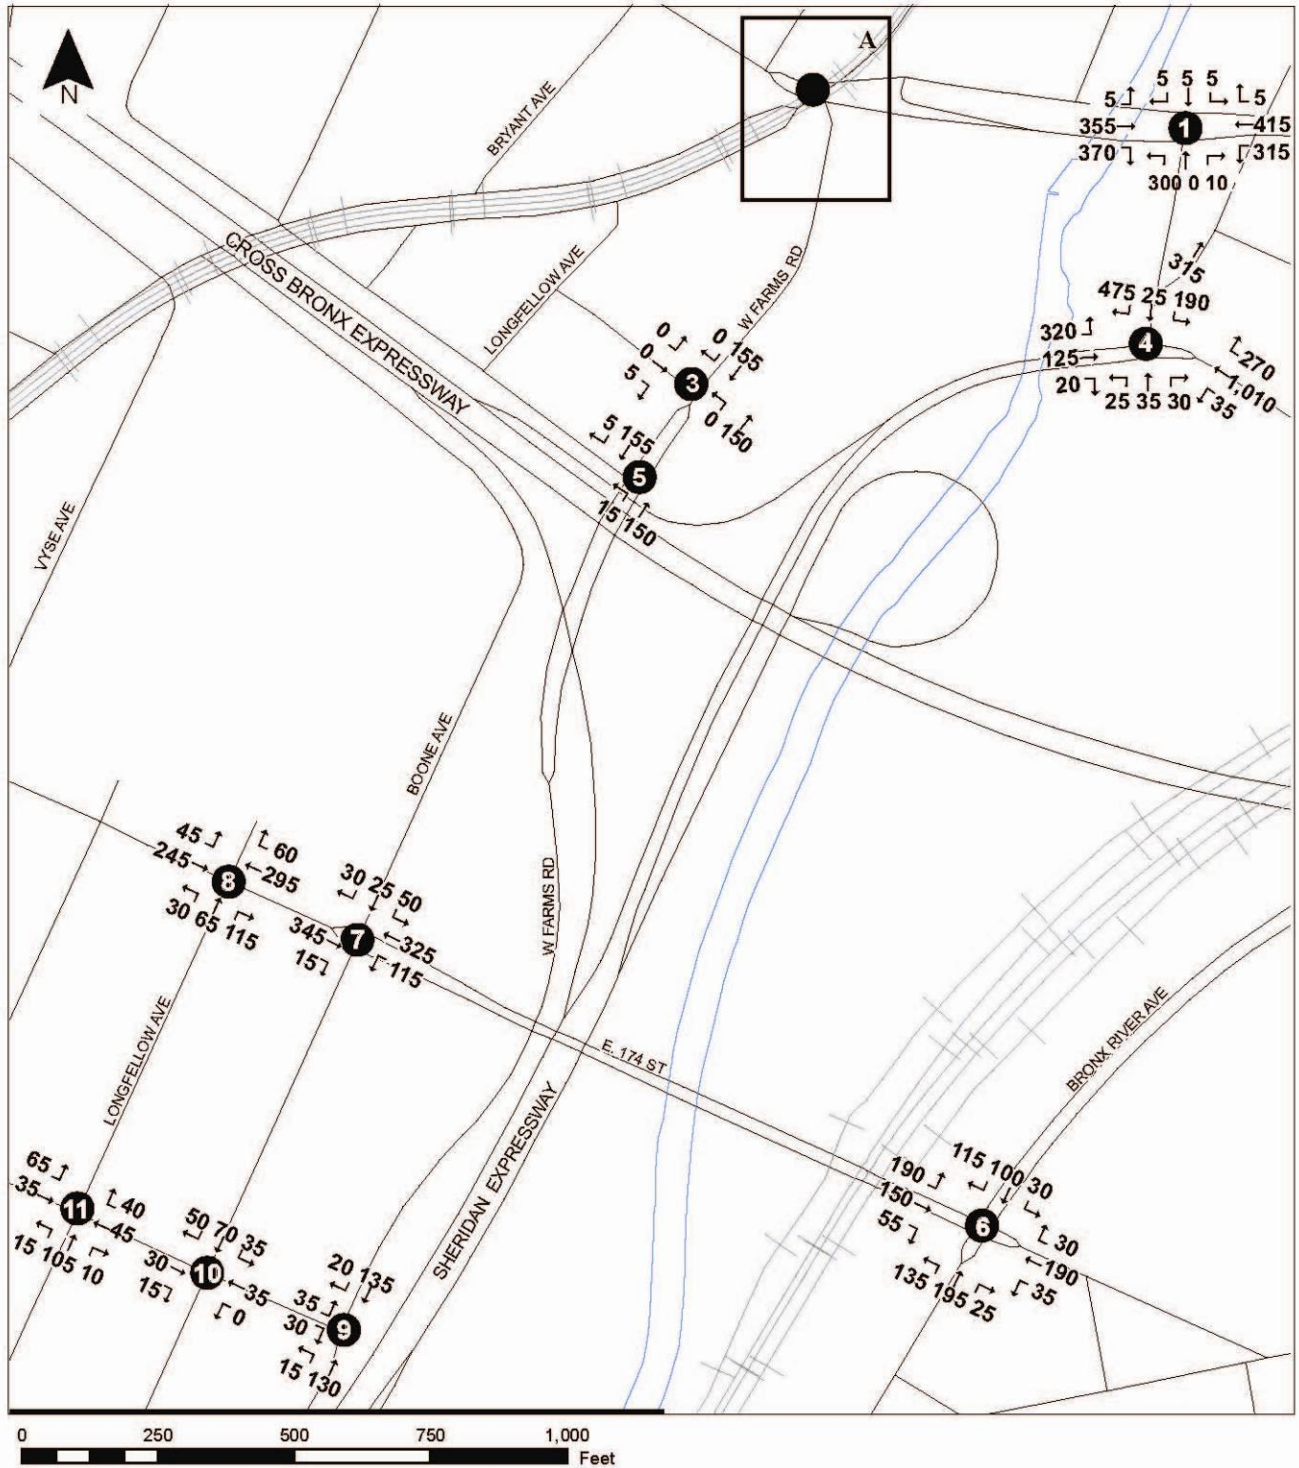 A
N
BRYANT AVE
5 5 5
5 5
355 415
1
370 315
300 0 10
CROSS BRONX EXPRESSWAY
LONGFELLOW AVE
W FARMS RD
315
475 25 190
320
4
125
270
1,010
20
25 35 30
35
0
0 155
0
3
5
0 150
5 155
5
15 150
VYSE AVE
BOONE AVE
W FARMS RD
45
60
245
295
8
30 65 115
30 25 50
345
325
7
15
115
LONGFELLOW AVE
E. 174 ST
SHERIDAN EXPRESSWAY
BRONX RIVER AVE
190
115 100 30
150
55
6
30
190
35
135 195 25
65
35
11
40
45
15 105 10
50 70 35
30
10
35
15
0
20 135
35
30
9
15 130
0 250 500 750 1,000
Feet